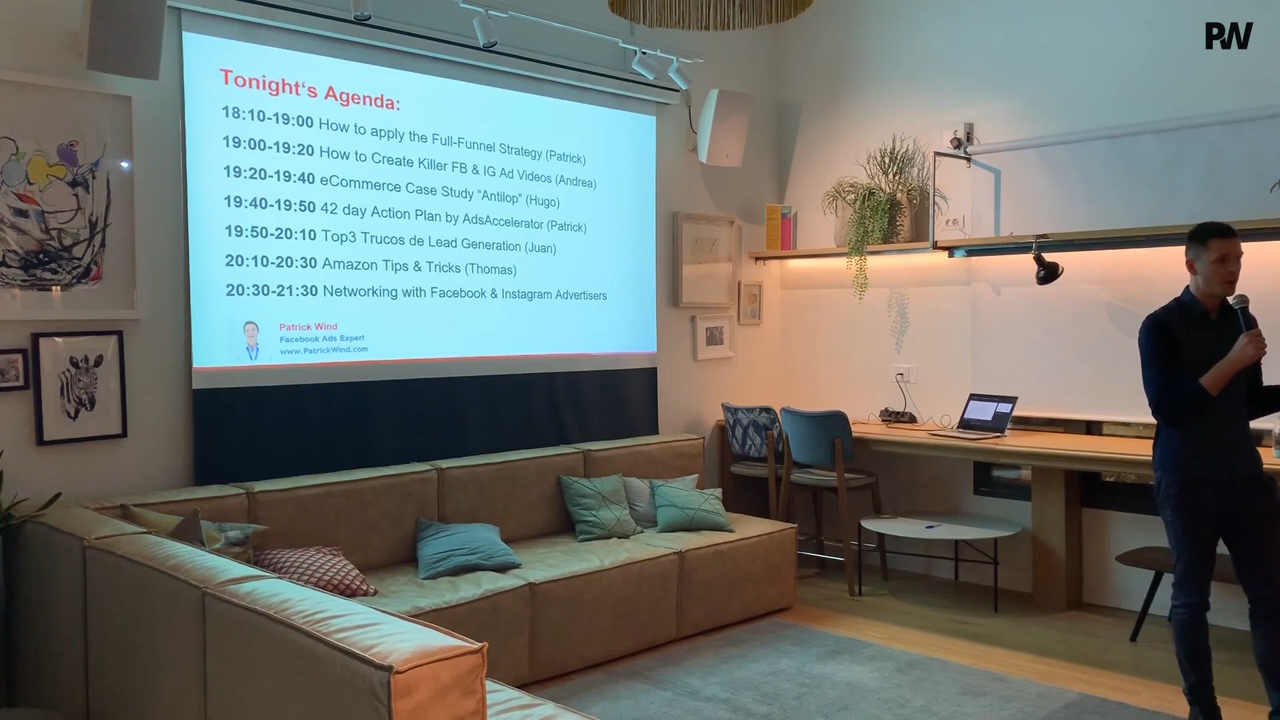 PW
Tonight‘s Agenda:
18:10-19:00 How to apply the Full-Funnel Strategy (Patrick)
19:00-19:20 How to Create Killer FB & IG Ad Videos (Andrea)
19:20-19:40 eCommerce Case Study “Antilop” (Hugo)
19:40-19:50 42 day Action Plan by AdsAccelerator (Patrick)
19:50-20:10 Top3 Trucos de Lead Generation (Juan)
20:10-20:30 Amazon Tips & Tricks (Thomas)
20:30-21:30 Networking with Facebook & Instagram Advertisers
Patrick Wind
Facebook Ads Expert
www.PatrickWind.com